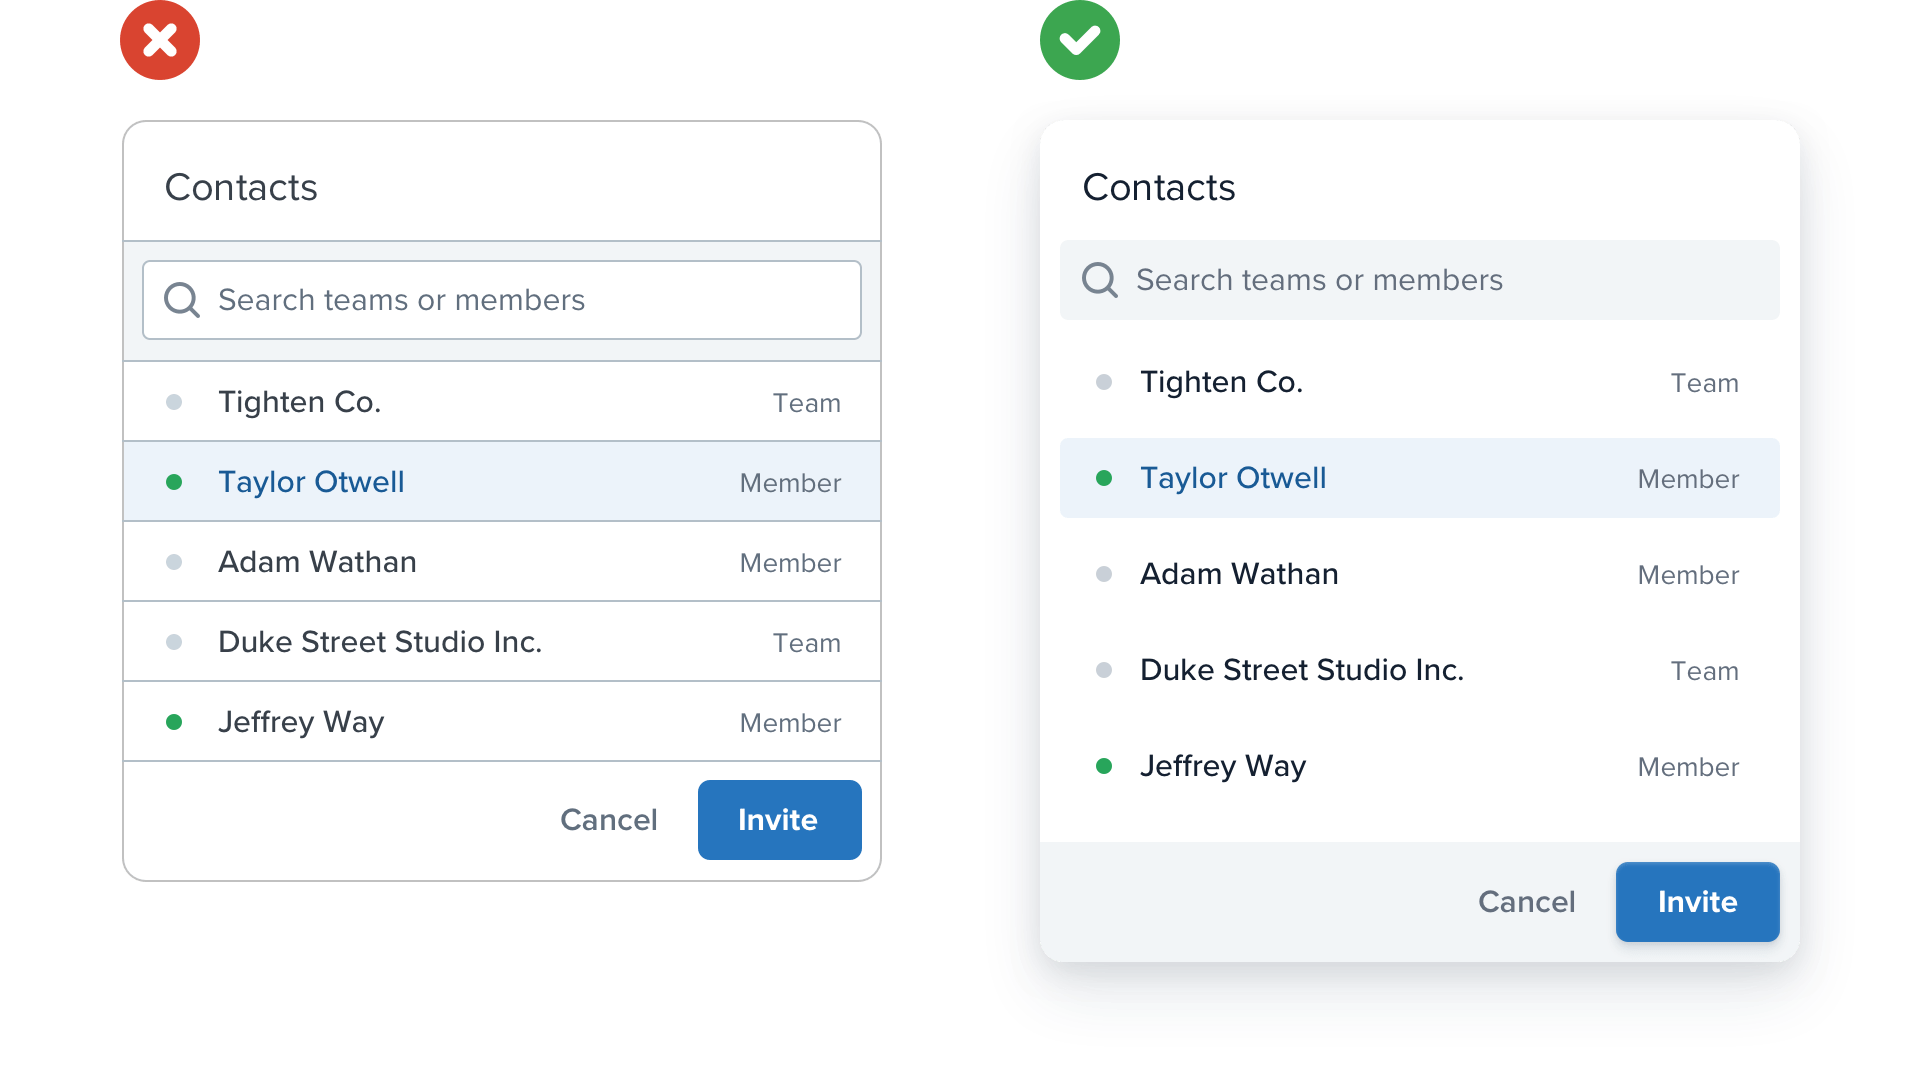 Contacts
Search teams or members
Tighten Co. Team
Taylor Otwell Member
Adam Wathan Member
Duke Street Studio Inc. Team
Jeffrey Way Member
Cancel Invite
Contacts
Search teams or members
Tighten Co. Team
Taylor Otwell Member
Adam Wathan Member
Duke Street Studio Inc. Team
Jeffrey Way Member
Cancel Invite